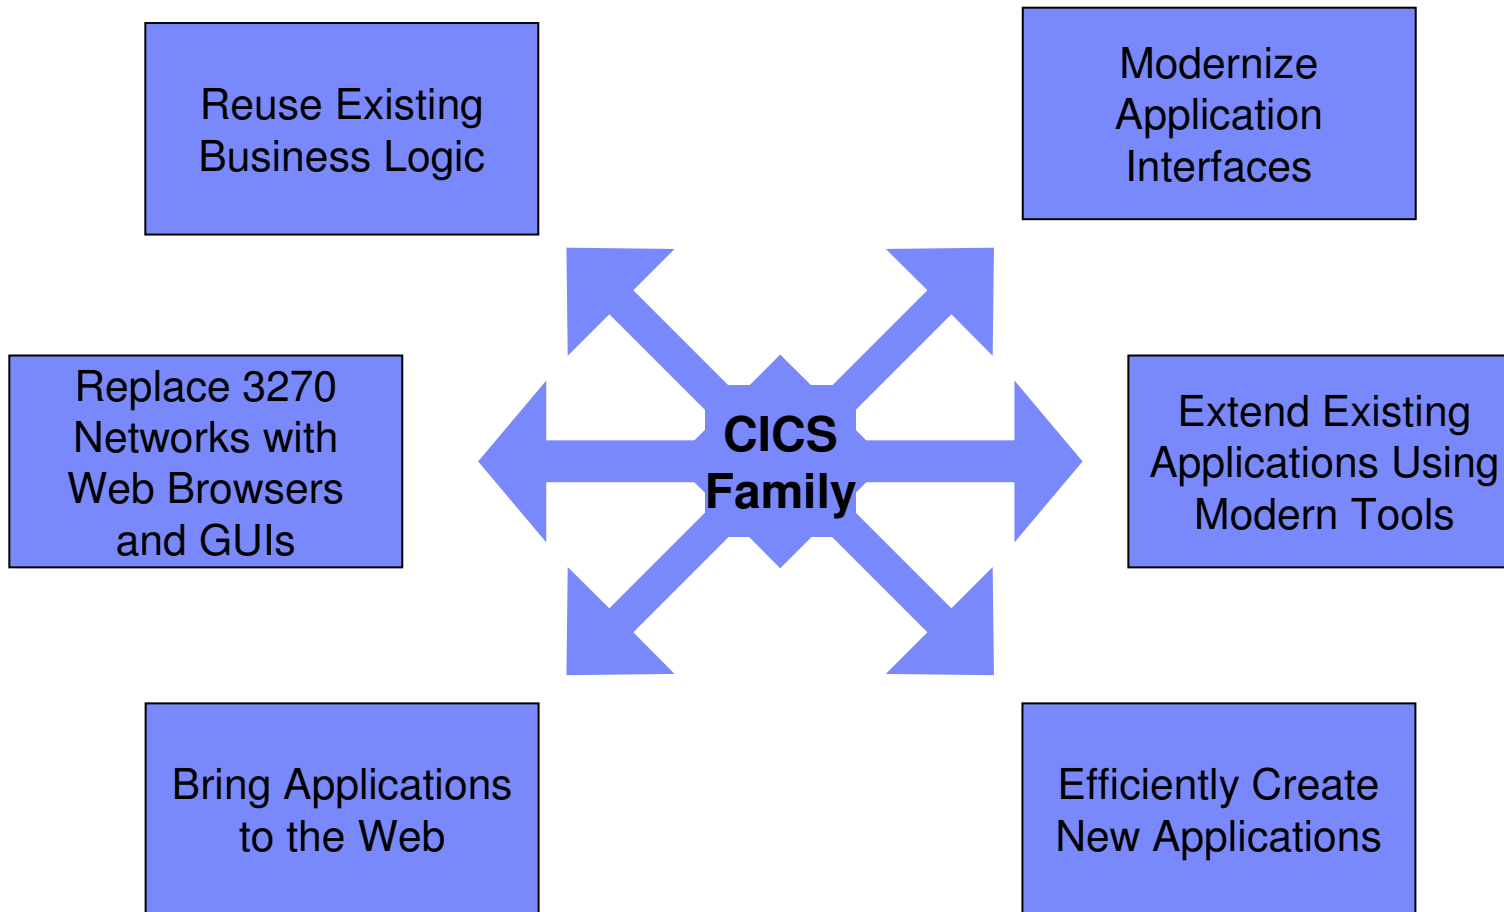 Reuse Existing
Business Logic
Modernize
Application
Interfaces
Replace 3270
Networks with
Web Browsers
and GUIs
CICS
Family
Extend Existing
Applications Using
Modern Tools
Bring Applications
to the Web
Efficiently Create
New Applications